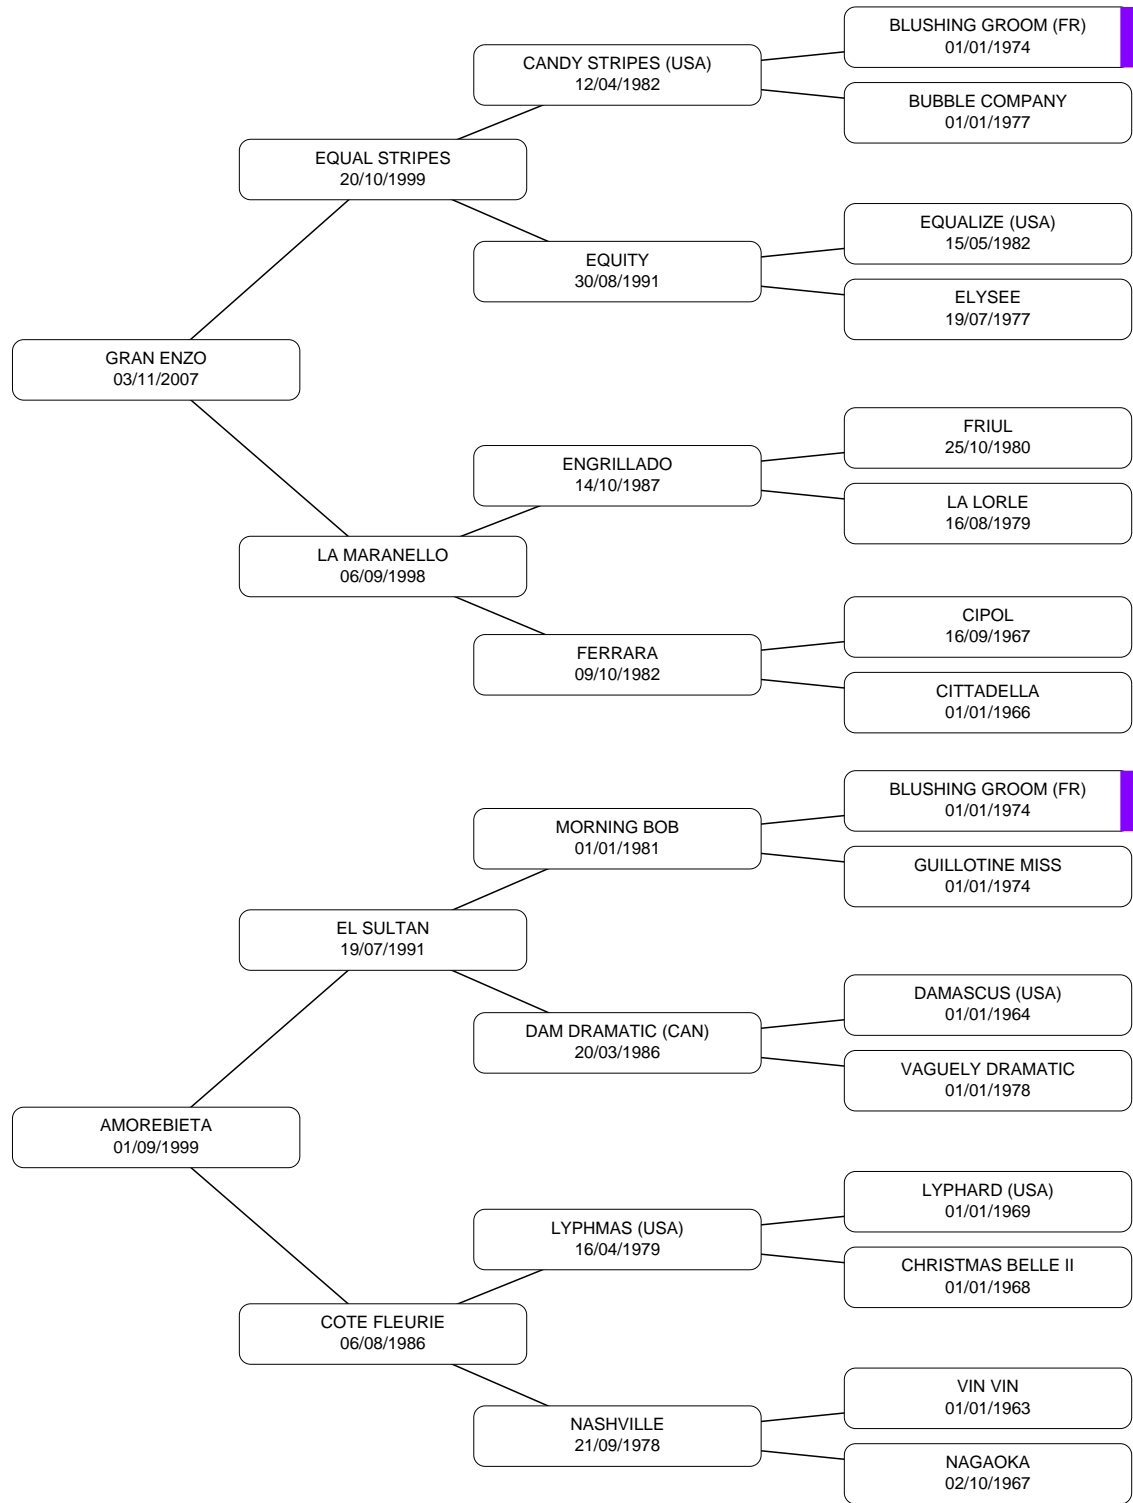 BLUSHING GROOM (FR)
01/01/1974
CANDY STRIPES (USA)
12/04/1982
BUBBLE COMPANY
01/01/1977
EQUAL STRIPES
20/10/1999
EQUALIZE (USA)
15/05/1982
EQUITY
30/08/1991
ELYSEE
19/07/1977
GRAN ENZO
03/11/2007
FRIUL
25/10/1980
ENGRILLADO
14/10/1987
LA LORLE
16/08/1979
LA MARANELLO
06/09/1998
CIPOL
16/09/1967
FERRARA
09/10/1982
CITTADELLA
01/01/1966
BLUSHING GROOM (FR)
01/01/1974
MORNING BOB
01/01/1981
GUILLOTINE MISS
01/01/1974
EL SULTAN
19/07/1991
DAMASCUS (USA)
01/01/1964
DAM DRAMATIC (CAN)
20/03/1986
VAGUELY DRAMATIC
01/01/1978
AMOREBIETA
01/09/1999
LYPHARD (USA)
01/01/1969
LYPHMAS (USA)
16/04/1979
CHRISTMAS BELLE II
01/01/1968
COTE FLEURIE
06/08/1986
VIN VIN
01/01/1963
NASHVILLE
21/09/1978
NAGAOKA
02/10/1967